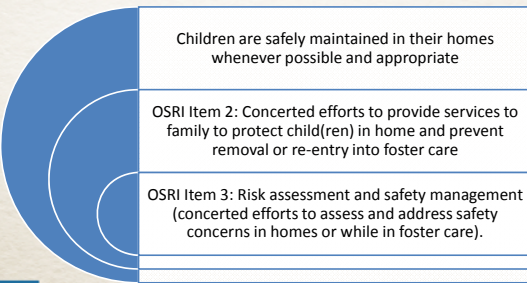 Children are safely maintained in their homes
whenever possible and appropriate
OSRI Item 2: Concerted efforts to provide services to
family to protect child(ren) in home and prevent
removal or re-entry into foster care
OSRI Item 3: Risk assessment and safety management
(concerted efforts to assess and address safety
concerns in homes or while in foster care).